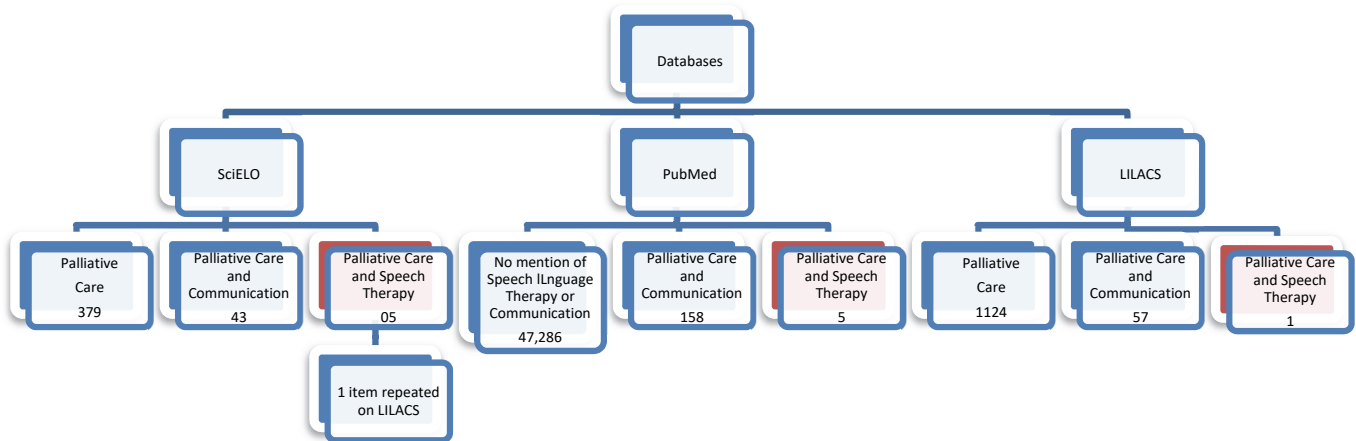 Databases
SciELO
PubMed
LILACS
Palliative
Care
379
Palliative Care
and
Communication
43
Palliative Care
and Speech
Therapy
05
No mention of
Speech lLnguage
Therapy or
Communication
47,286
Palliative Care
and
Communication
158
Palliative Care
and Speech
Therapy
5
Palliative
Care
1124
Palliative Care
and
Communication
57
Palliative Care
and Speech
Therapy
1
1 item repeated
on LILACS